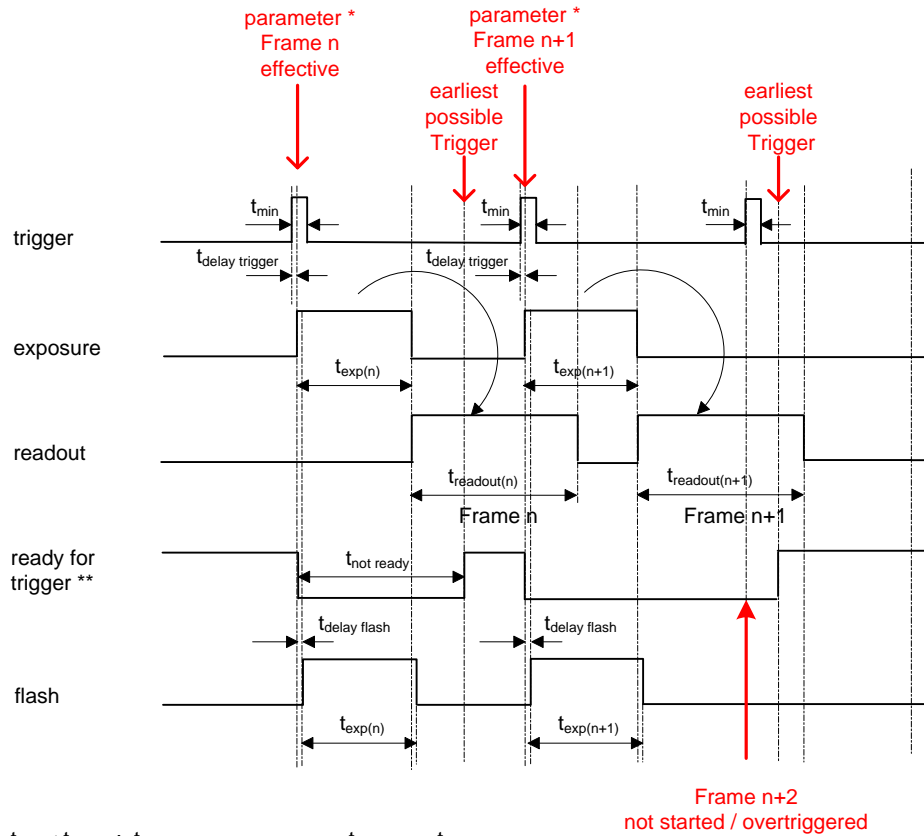 parameter *
Frame n
effective
parameter *
Frame n+1
effective
earliest
possible
Trigger
earliest
possible
Trigger
tmin
tmin
tmin
trigger
tdelay trigger
tdelay trigger
exposure
texp(n)
texp(n+1)
readout
treadout(n)
treadout(n+1)
Frame n
Frame n+1
ready for
trigger **
tnot ready
tdelay flash
tdelay flash
flash
texp(n)
texp(n+1)
Frame n+2
not started / overtriggered